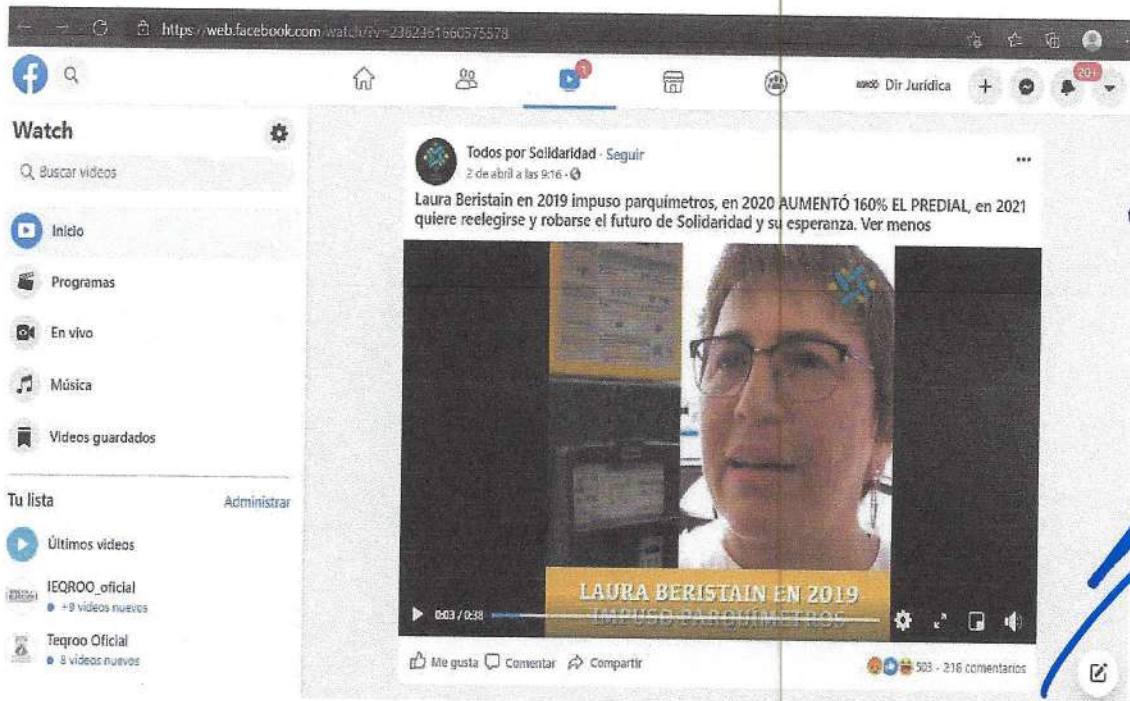 https://web.facebook.com/watch/?v=2362361660575578
Dir Jurídica
20+
Watch
Buscar videos
Inicio
Programas
En vivo
Música
Videos guardados
Tu lista
Administrar
Últimos videos
IEQROO_oficial
+9 videos nuevos
Teqroo Oficial
8 videos nuevos
Todos por Solidaridad · Seguir
2 de abril a las 9:16 ·
Laura Beristain en 2019 impuso parquímetros, en 2020 AUMENTÓ 160% EL PREDIAL, en 2021
quiere reelegirse y robarse el futuro de Solidaridad y su esperanza. Ver menos
LAURA BERISTAIN EN 2019
IMPUSO PARQUÍMETROS
0:03 / 0:38
Me gusta Comentar Compartir
503 · 218 comentarios